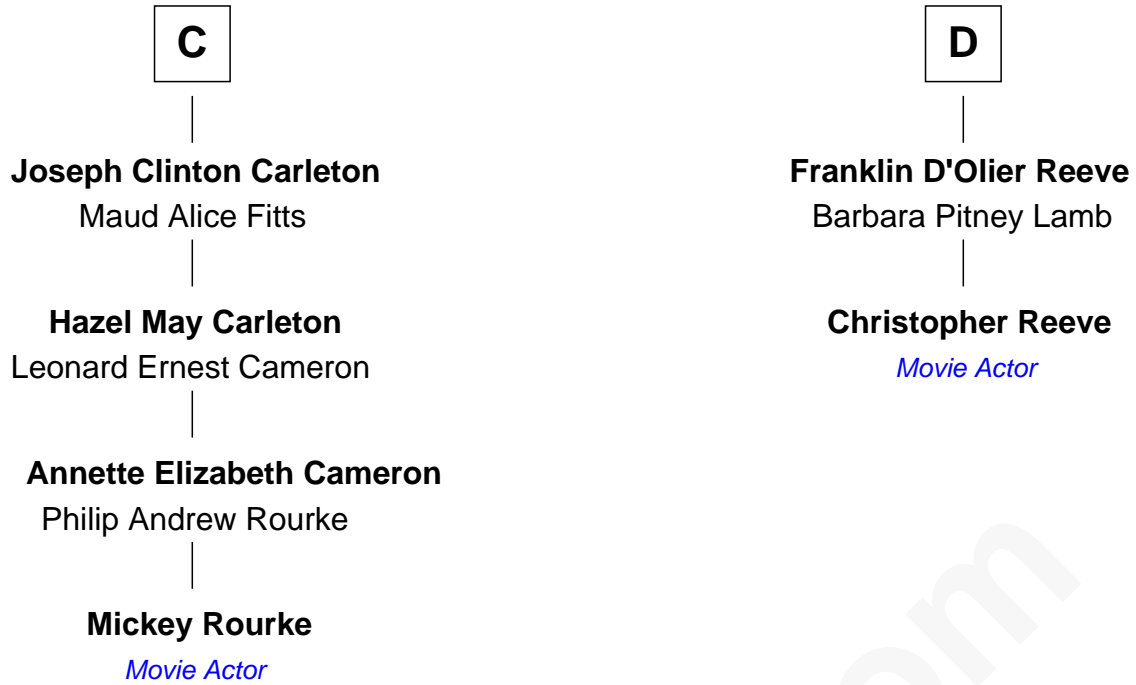 C
Joseph Clinton Carleton
Maud Alice Fitts
Hazel May Carleton
Leonard Ernest Cameron
Annette Elizabeth Cameron
Philip Andrew Rourke
Mickey Rourke
Movie Actor
D
Franklin D'Olier Reeve
Barbara Pitney Lamb
Christopher Reeve
Movie Actor
om